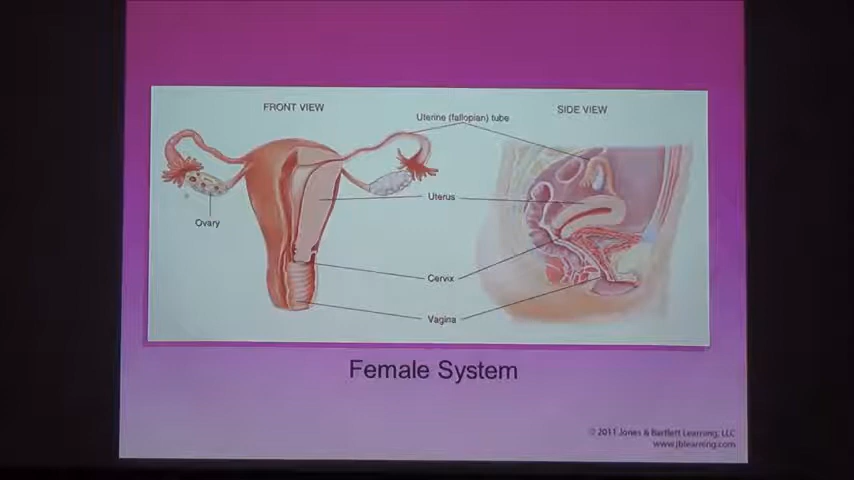 FRONT VIEW
SIDE VIEW
Uterine (fallopian) tube
Uterus
Ovary
Cervix
Vagina
Female System
© 2011 Jones & Bartlett Learning, LLC
www.jblearning.com